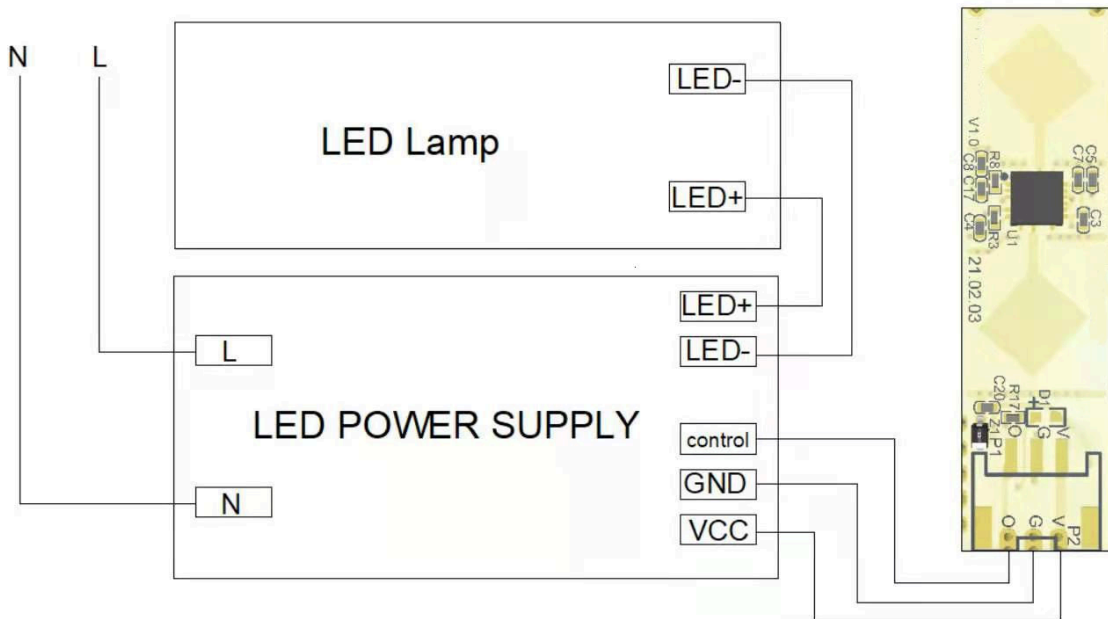 N
L
LED Lamp
LED-
LED+
LED+
LED-
L
LED POWER SUPPLY
control
GND
N
VCC
V1.0
C8
C17
R8
C7
C5
C4
R3
U1
C3
21.02.03
C20
R17
D1
+
Z1
P1
O
G
V
O
G
V
P2